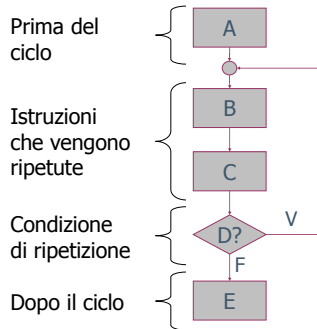 Prima del
ciclo
A
Istruzioni
che vengono
ripetute
B
C
Condizione
di ripetizione
D?
V
F
Dopo il ciclo
E